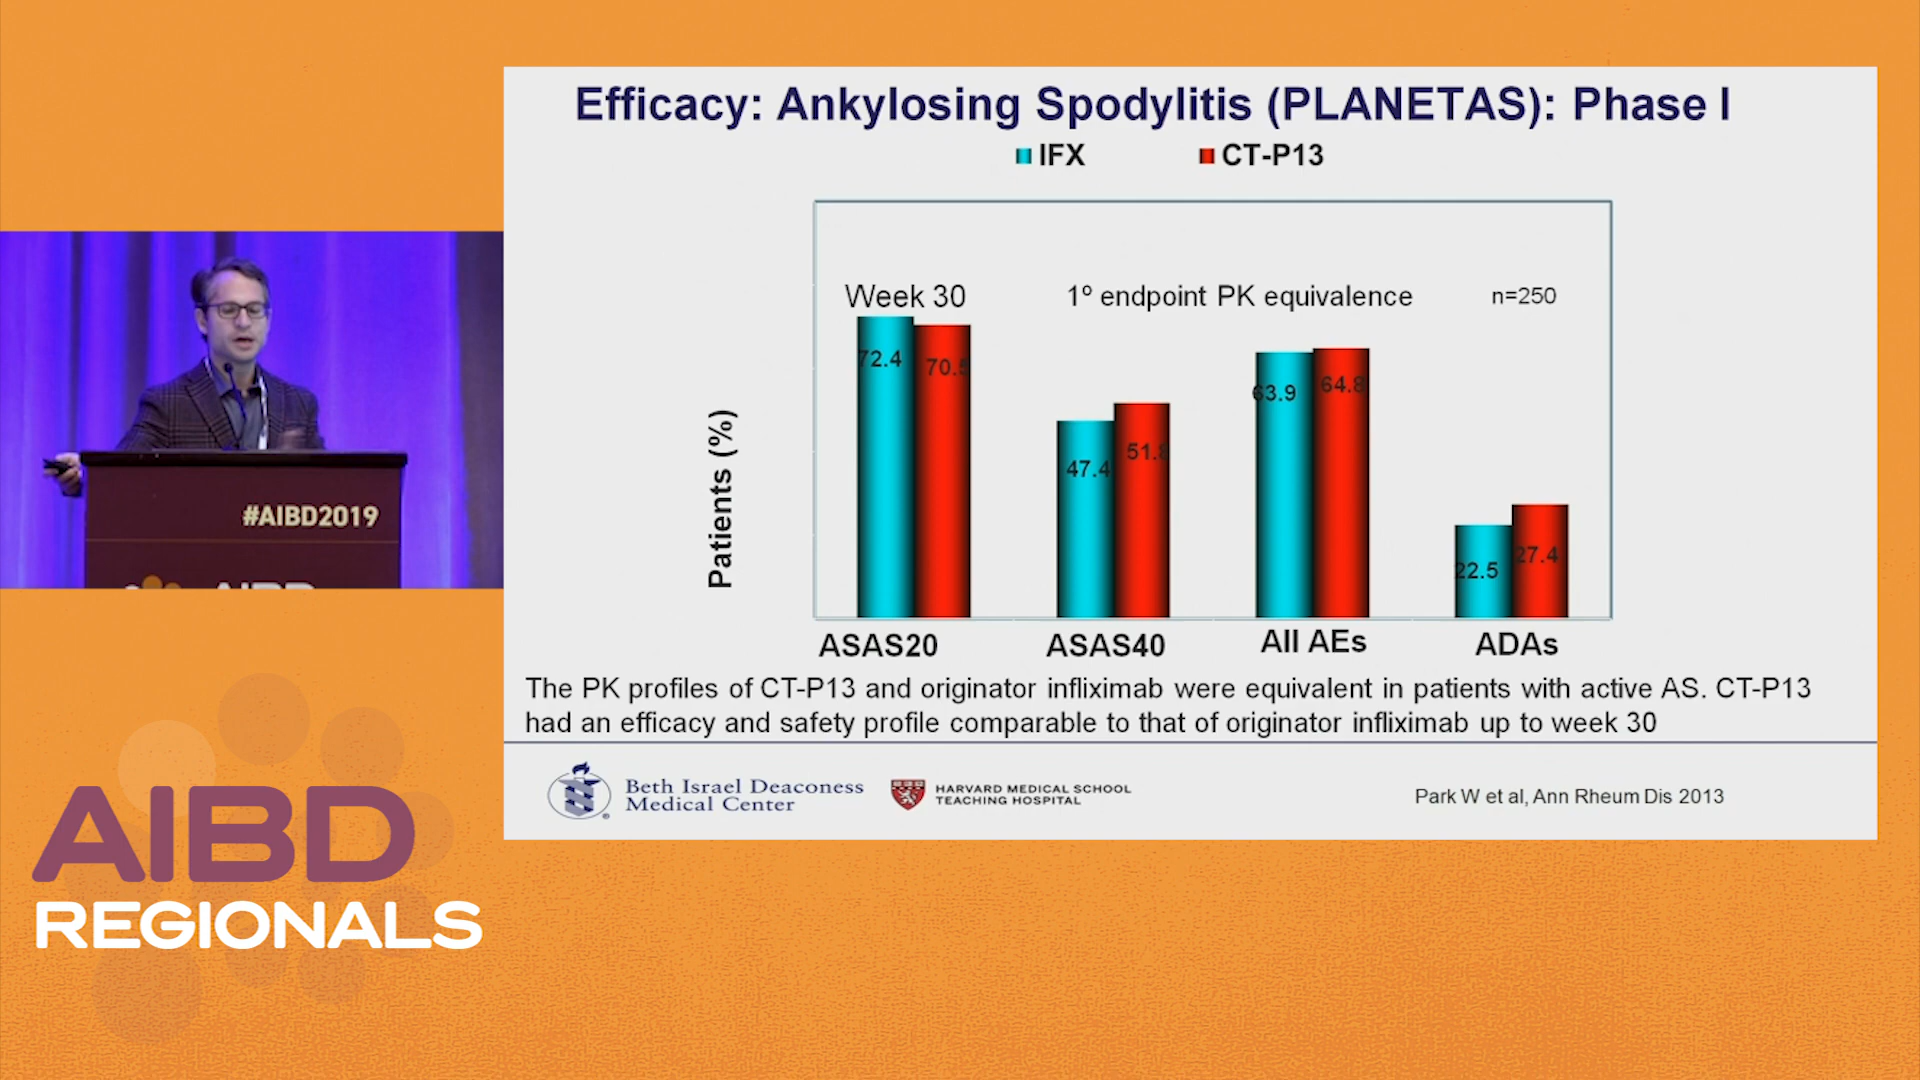 Efficacy: Ankylosing Spodylitis (PLANETAS): Phase I
IFX CT-P13
Week 30 1º endpoint PK equivalence n=250
72.4 70.5 47.4 51.8 63.9 64.8 22.5 27.4
Patients (%)
ASAS20 ASAS40 All AEs ADAs
The PK profiles of CT-P13 and originator infliximab were equivalent in patients with active AS. CT-P13
had an efficacy and safety profile comparable to that of originator infliximab up to week 30
Beth Israel Deaconess
Medical Center
HARVARD MEDICAL SCHOOL
TEACHING HOSPITAL
Park W et al, Ann Rheum Dis 2013
#AIBD2019
AIBD
REGIONALS